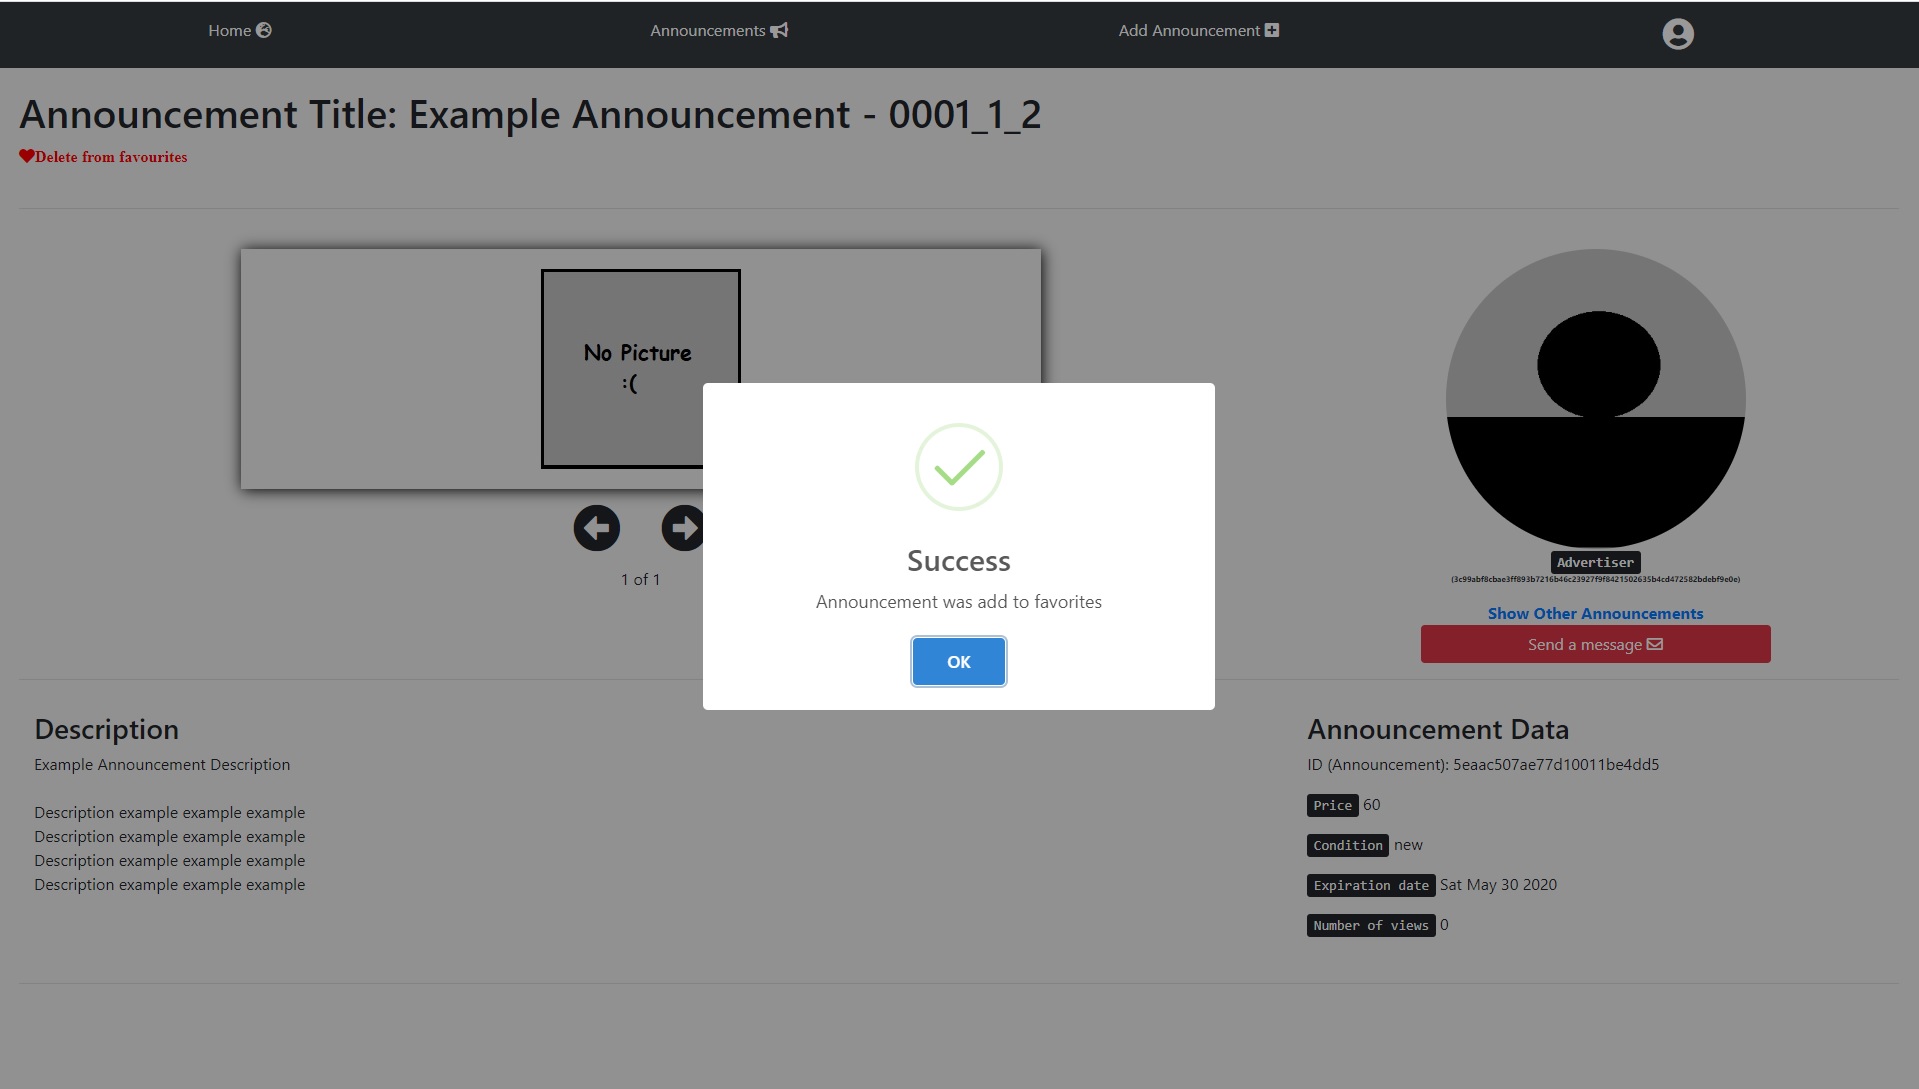 Home
Announcements
Add Announcement
Announcement Title: Example Announcement - 0001_1_2
Delete from favourites
No Picture
:(
1 of 1
Advertiser
(3c99abf8cbae3ff893b7216b46c23927f9f8421502635b4cd472582bdebf9e0e)
Show Other Announcements
Send a message
Success
Announcement was add to favorites
OK
Description
Example Announcement Description
Description example example example
Description example example example
Description example example example
Description example example example
Announcement Data
ID (Announcement): 5eaac507ae77d10011be4dd5
Price 60
Condition new
Expiration date Sat May 30 2020
Number of views 0